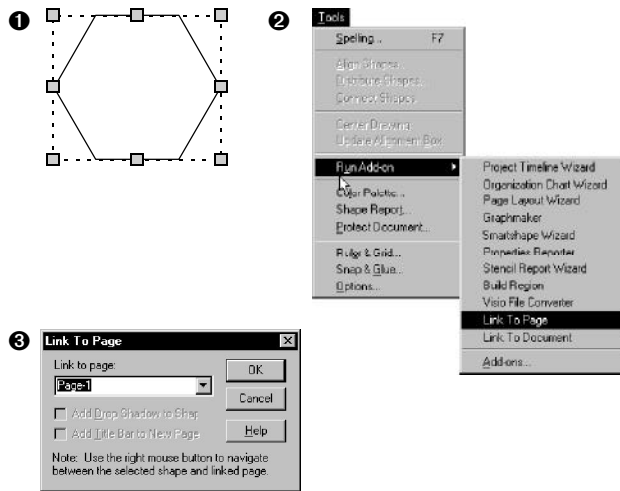 ❶
❷
Tools
Spelling... F7
Align Shapes...
Distribute Shapes...
Connect Shapes...
Center Drawing
Update Alignment Box
Run Add-on
Color Palette...
Shape Report...
Protect Document...
Ruler & Grid...
Snap & Glue...
Options...
Project Timeline Wizard
Organization Chart Wizard
Page Layout Wizard
Graphmaker
Smartshape Wizard
Properties Reporter
Stencil Report Wizard
Build Region
Visio File Converter
Link To Page
Link To Document
Add-ons...
❸
Link To Page
Link to page:
Page-1
Add Drop Shadow to Shap
Add Title Bar to New Page
OK
Cancel
Help
Note: Use the right mouse button to navigate
between the selected shape and linked page.